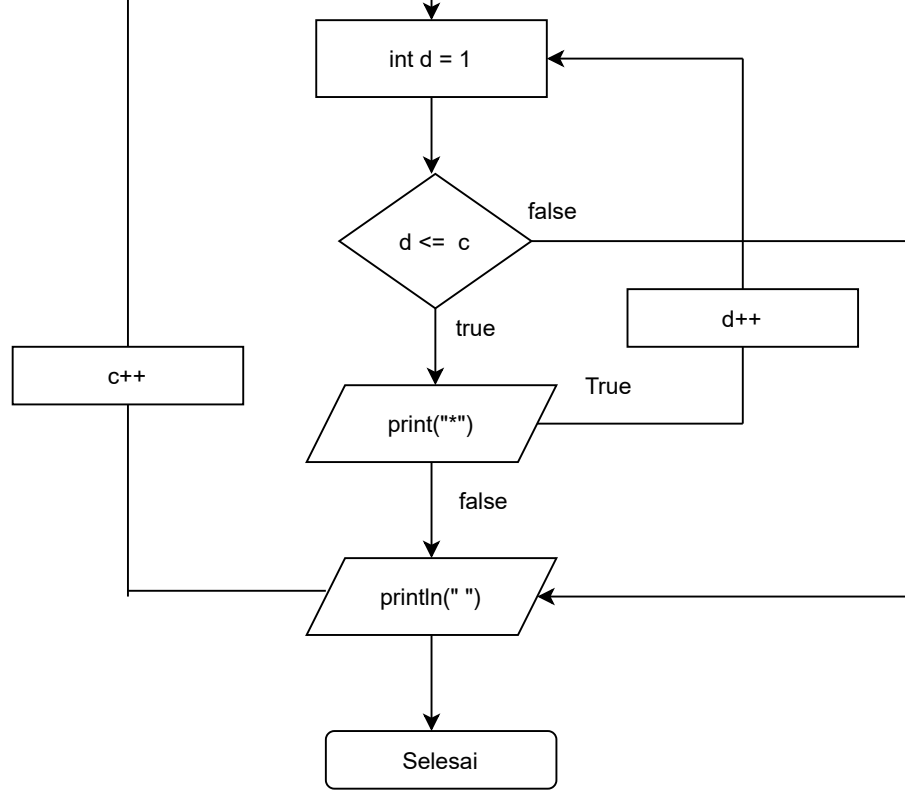 int d = 1
false
d <=  c
d++
true
c++
True
print("*")
false
println(" ")
Selesai